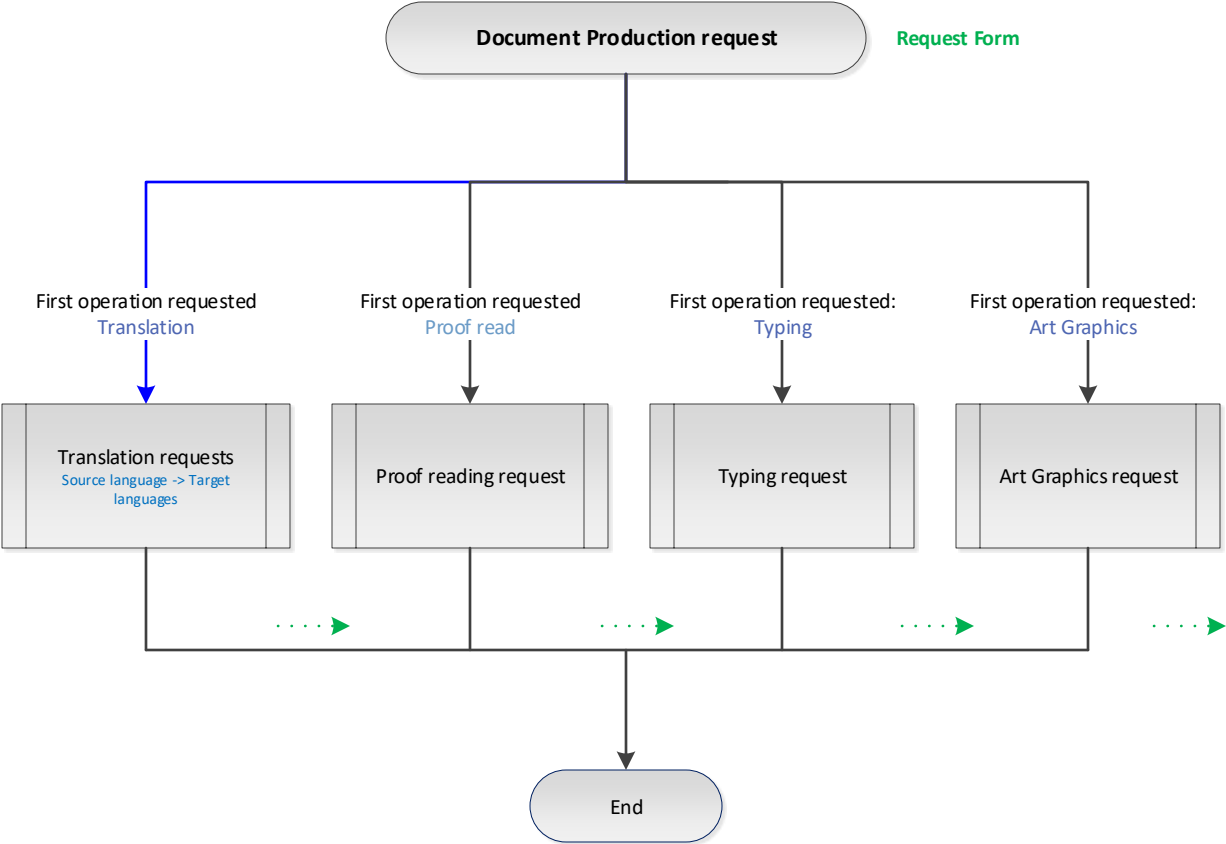 Document Production request
Request Form
First operation requested
Translation
First operation requested
Proof read
First operation requested:
Typing
First operation requested:
Art Graphics
Translation requests
Source language -> Target
languages
Proof reading request
Typing request
Art Graphics request
End